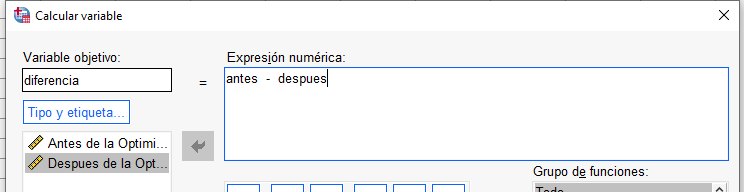 Calcular variable
Variable objetivo:
diferencia
=
Expresión numérica:
antes - despues
Tipo y etiqueta...
Antes de la Optimi...
Despues de la Opt...
Grupo de funciones:
Todo